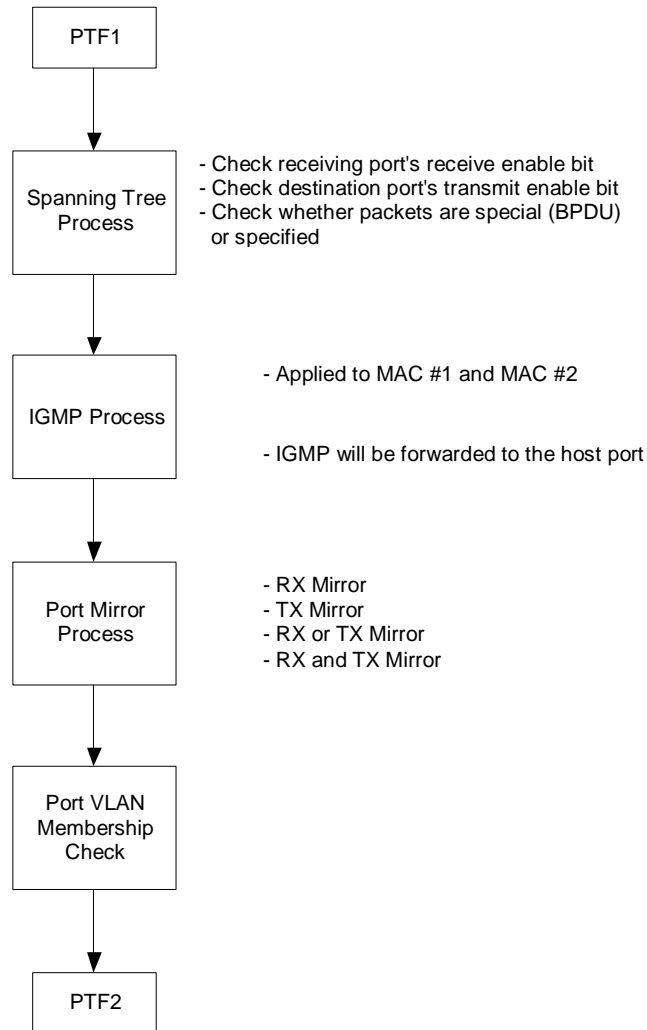 PTF1
Spanning Tree
Process
- Check receiving port's receive enable bit
- Check destination port's transmit enable bit
- Check whether packets are special (BPDU)
or specified
IGMP Process
- Applied to MAC #1 and MAC #2
- IGMP will be forwarded to the host port
Port Mirror
Process
- RX Mirror
- TX Mirror
- RX or TX Mirror
- RX and TX Mirror
Port VLAN
Membership
Check
PTF2